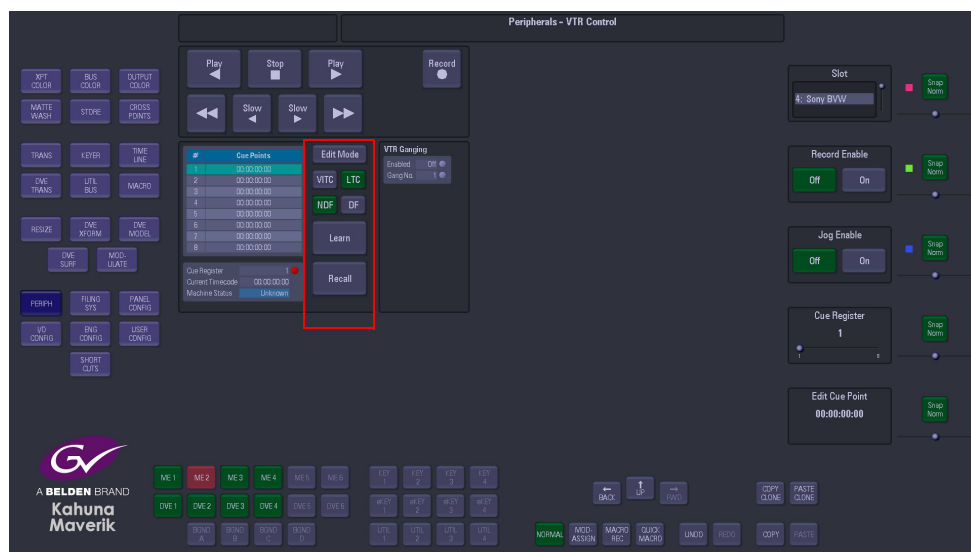 Peripherals - VTR Control
Play
Stop
Play
Record
Slow
Slow
XPT
COLOR
BUS
COLOR
OUTPUT
COLOR
MATTE
WASH
STORE
CROSS
POINTS
TRANS
KEYER
TIME
LINE
DVE
TRANS
UTIL
BUS
MACRO
RESIZE
DVE
XFORM
DVE
MODEL
DVE
SURF
MOD-
ULATE
PERIPH
FILING
SYS
PANEL
CONFIG
I/O
CONFIG
ENG
CONFIG
USER
CONFIG
SHORT
CUTS
# Cue Points
1 00:00:00:00
2 00:00:00:00
3 00:00:00:00
4 00:00:00:00
5 00:00:00:00
6 00:00:00:00
7 00:00:00:00
8 00:00:00:00
Cue Register 1
Current Timecode 00:00:00:00
Machine Status Unknown
Edit Mode
VITC LTC
NDF DF
Learn
Recall
VTR Ganging
Enabled Off
Gang No. 1
Slot
4: Sony BVW
Snap
Norm
Record Enable
Off On
Snap
Norm
Jog Enable
Off On
Snap
Norm
Cue Register
1
1 8
Snap
Norm
Edit Cue Point
00:00:00:00
Snap
Norm
GV
A BELDEN BRAND
Kahuna
Maverik
ME 1 ME 2 ME 3 ME 4 ME 5 ME 6
DVE 1 DVE 2 DVE 3 DVE 4 DVE 5 DVE 6
BGND
A
BGND
B
BGND
C
BGND
D
KEY
1
KEY
2
KEY
3
KEY
4
eKEY
1
eKEY
2
eKEY
3
eKEY
4
UTIL
1
UTIL
2
UTIL
3
UTIL
4
BACK
UP
FWD
COPY
CLONE
PASTE
CLONE
NORMAL
MOD-
ASSIGN
MACRO
REC
QUICK
MACRO
UNDO
REDO
COPY
PASTE